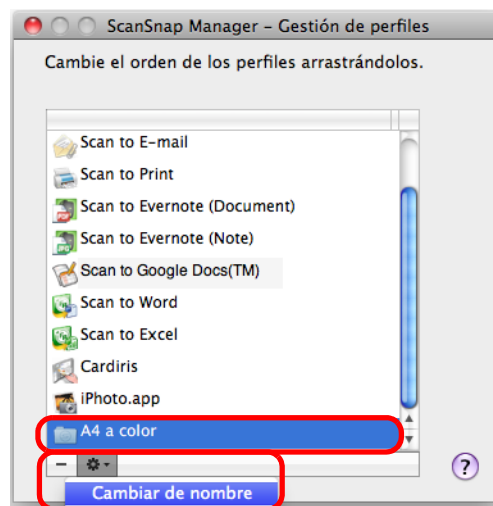 ScanSnap Manager – Gestión de perfiles
Cambie el orden de los perfiles arrastrándolos.
Scan to E-mail
Scan to Print
Scan to Evernote (Document)
Scan to Evernote (Note)
Scan to Google Docs(TM)
Scan to Word
Scan to Excel
Cardiris
iPhoto.app
A4 a color
?
Cambiar de nombre